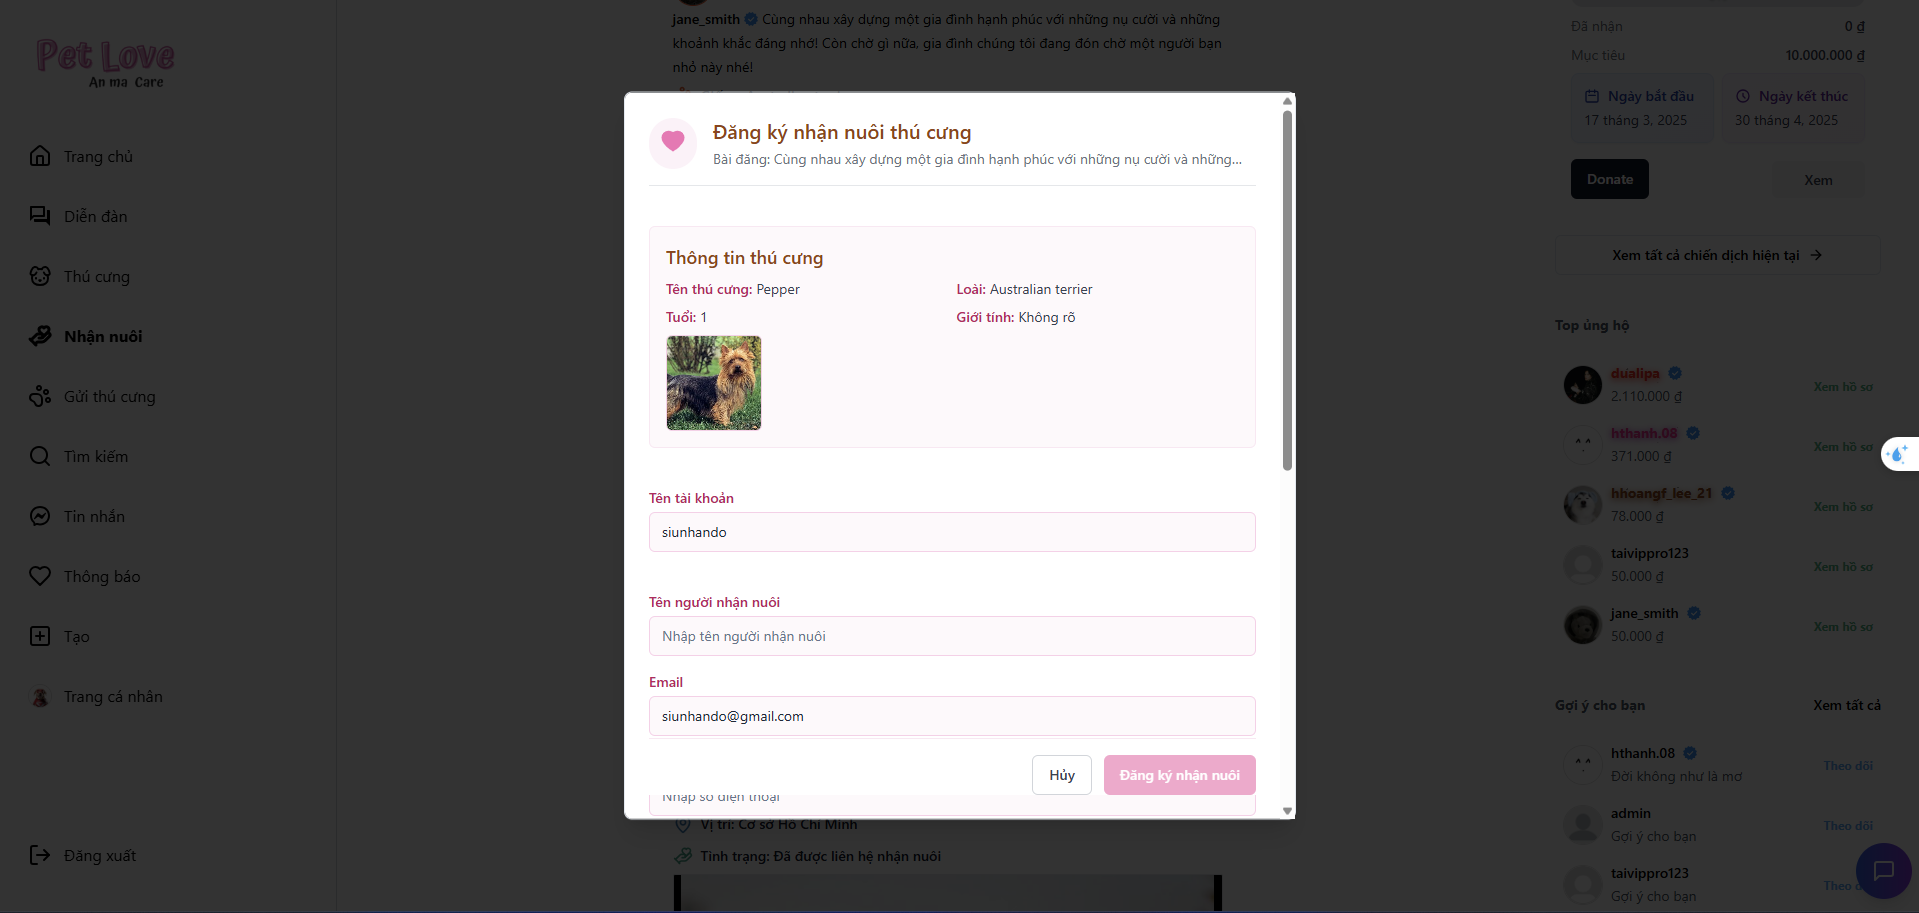 Pet Love
An ma Care
Trang chủ
Diễn đàn
Thú cưng
Nhận nuôi
Gửi thú cưng
Tìm kiếm
Tin nhắn
Thông báo
Tạo
Trang cá nhân
Đăng xuất
jane_smith Cùng nhau xây dựng một gia đình hạnh phúc với những nụ cười và những
khoảnh khắc đáng nhớ! Còn chờ gì nữa, gia đình chúng tôi đang đón chờ một người bạn
nhỏ này nhé!
Đăng ký nhận nuôi thú cưng
Bài đăng: Cùng nhau xây dựng một gia đình hạnh phúc với những nụ cười và những...
Thông tin thú cưng
Tên thú cưng: Pepper
Loài: Australian terrier
Tuổi: 1
Giới tính: Không rõ
Tên tài khoản
siunhando
Tên người nhận nuôi
Nhập tên người nhận nuôi
Email
siunhando@gmail.com
Hủy
Đăng ký nhận nuôi
Nhập số điện thoại
Vị trí: Cơ sở Hồ Chí Minh
Tình trạng: Đã được liên hệ nhận nuôi
Đã nhận
0 ₫
Mục tiêu
10.000.000 ₫
Ngày bắt đầu
17 tháng 3, 2025
Ngày kết thúc
30 tháng 4, 2025
Donate
Xem
Xem tất cả chiến dịch hiện tại
Top ủng hộ
dualipa
2.110.000 ₫
Xem hồ sơ
hthanh.08
371.000 ₫
Xem hồ sơ
hhoangf_lee_21
78.000 ₫
Xem hồ sơ
taivippro123
50.000 ₫
Xem hồ sơ
jane_smith
50.000 ₫
Xem hồ sơ
Gợi ý cho bạn
Xem tất cả
hthanh.08
Đời không như là mơ
Theo dõi
admin
Gợi ý cho bạn
Theo dõi
taivippro123
Gợi ý cho bạn
Theo